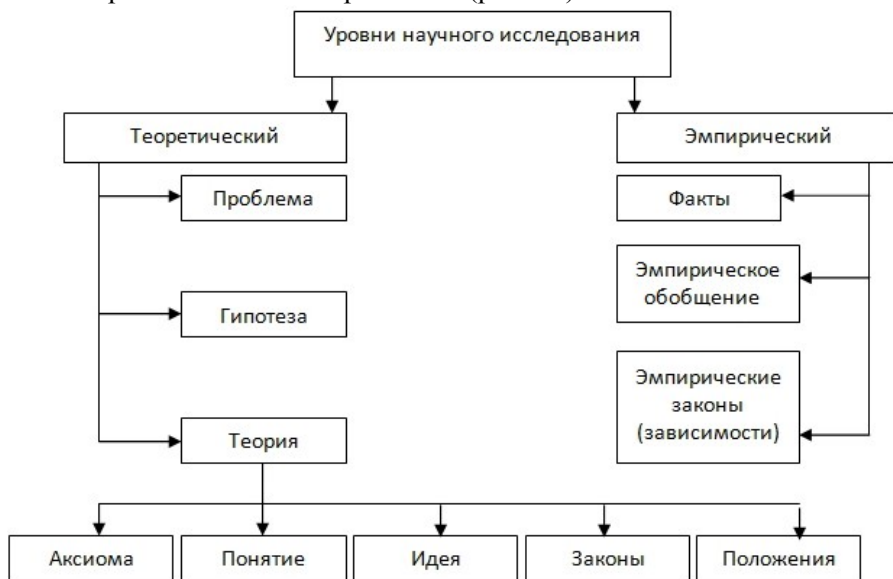 Уровни научного исследования
Теоретический
Эмпирический
Проблема
Факты
Эмпирическое
обобщение
Гипотеза
Эмпирические
законы
(зависимости)
Теория
Аксиома
Понятие
Идея
Законы
Положения